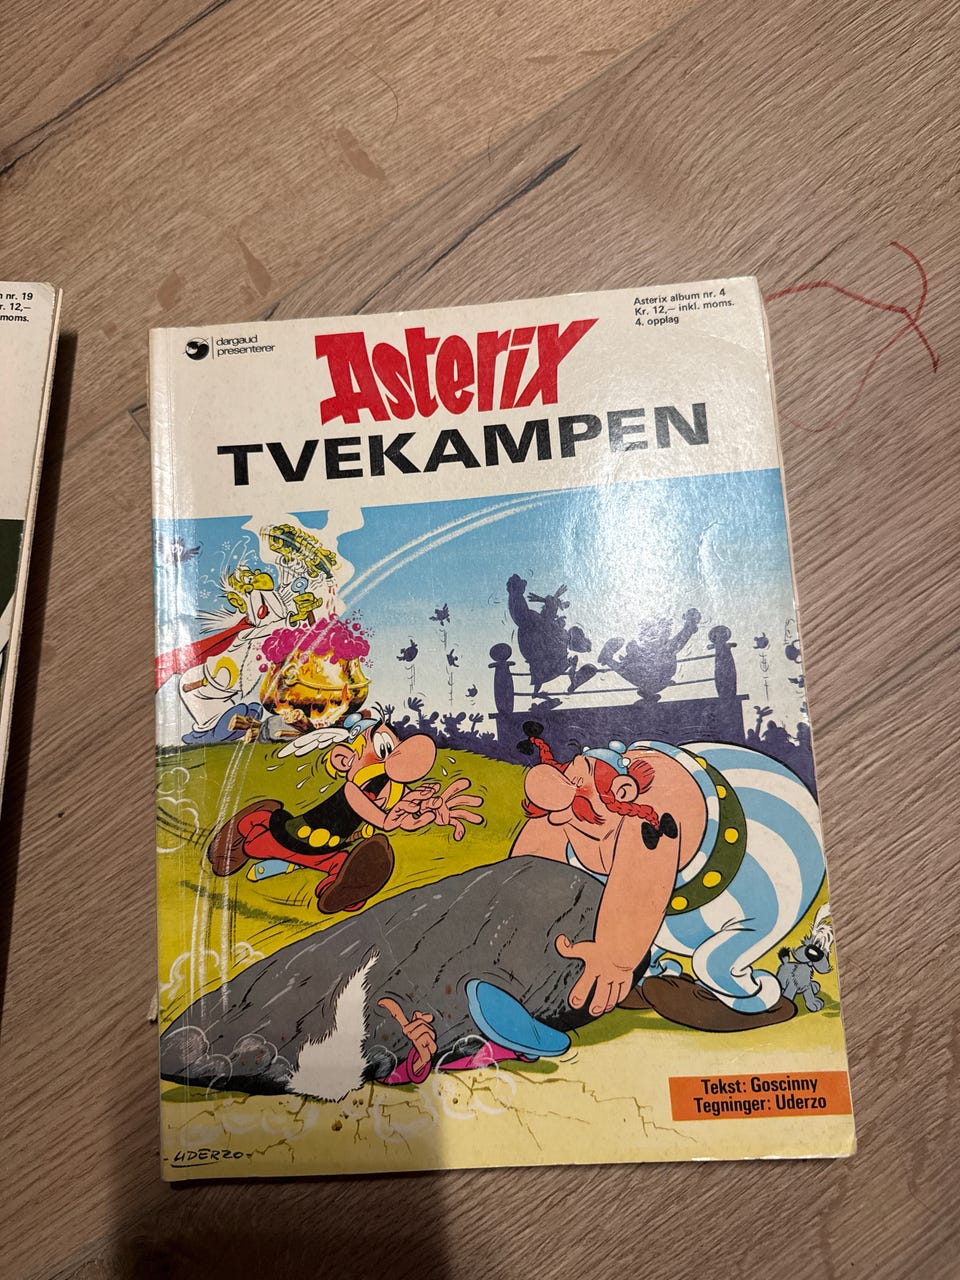 nr. 19
12,–
moms.
dargaud
presenterer
Asterix album nr. 4
Kr. 12,– inkl. moms.
4. opplag
Asterix
TVEKAMPEN
Tekst: Goscinny
Tegninger: Uderzo
UDERZO